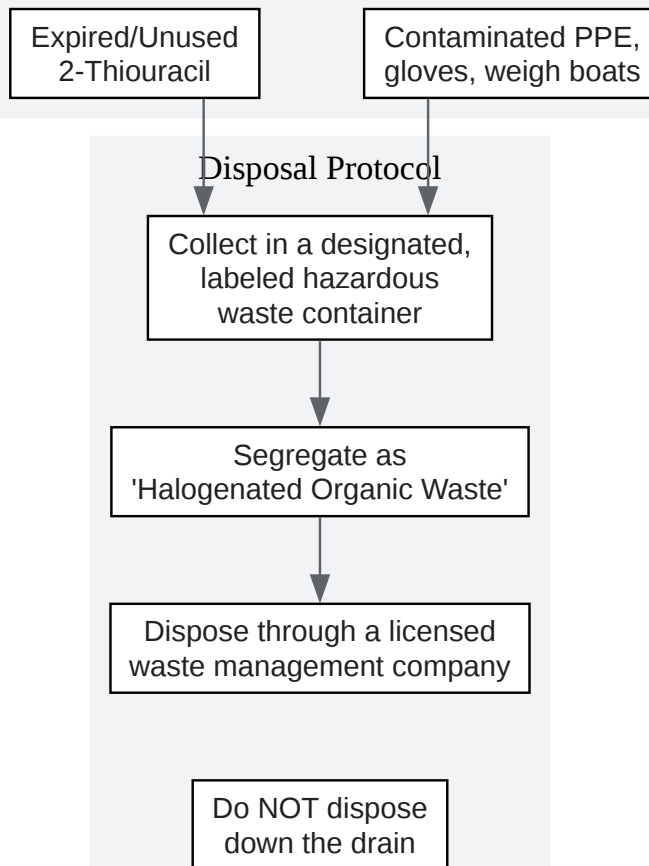 Expired/Unused
2-Thiouracil
Contaminated PPE,
gloves, weigh boats
Disposal Protocol
Collect in a designated,
labeled hazardous
waste container
Segregate as
'Halogenated Organic Waste'
Dispose through a licensed
waste management company
Do NOT dispose
down the drain